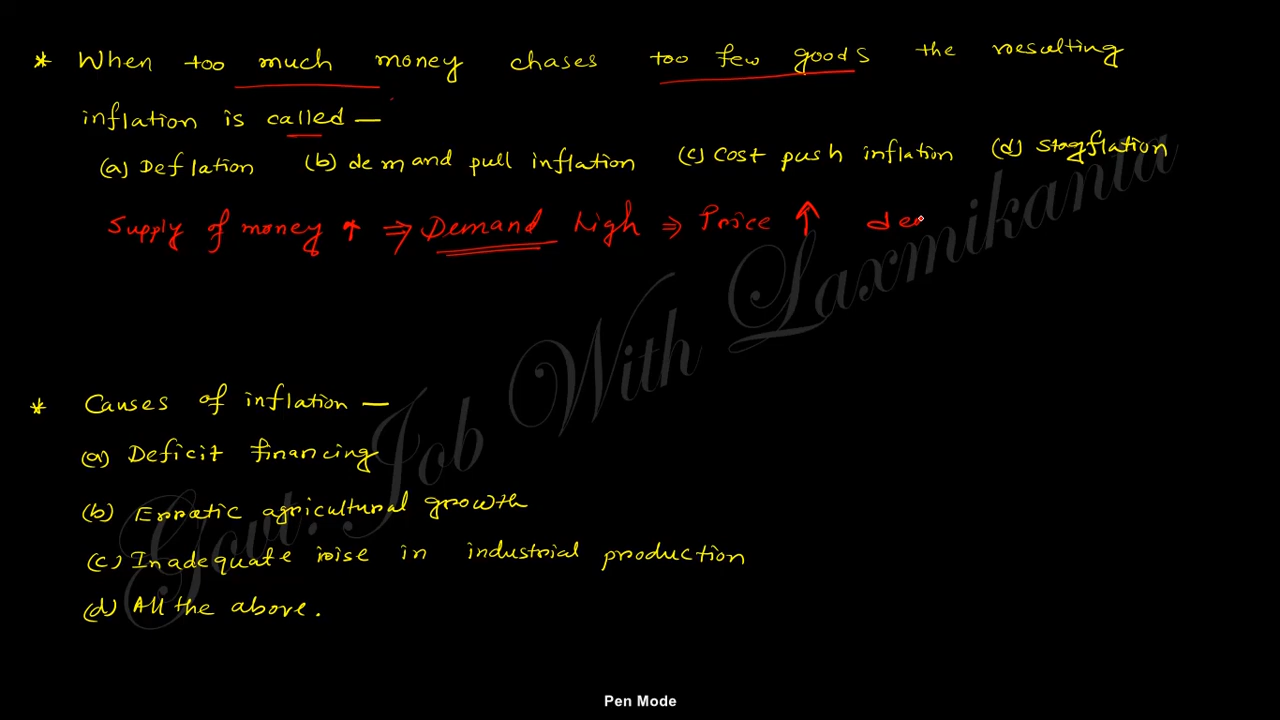 * When too much money chases too few goods the resulting
inflation is called —
(a) Deflation (b) demand pull inflation (c) Cost push inflation (d) stagflation
Supply of money ↑ ⇒ Demand high ⇒ Price ↑ de
* Causes of inflation —
(a) Deficit financing
(b) Erratic agricultural growth
(c) Inadequate rise in industrial production
(d) All the above.
Govt. Job With Laxmikanta
Pen Mode